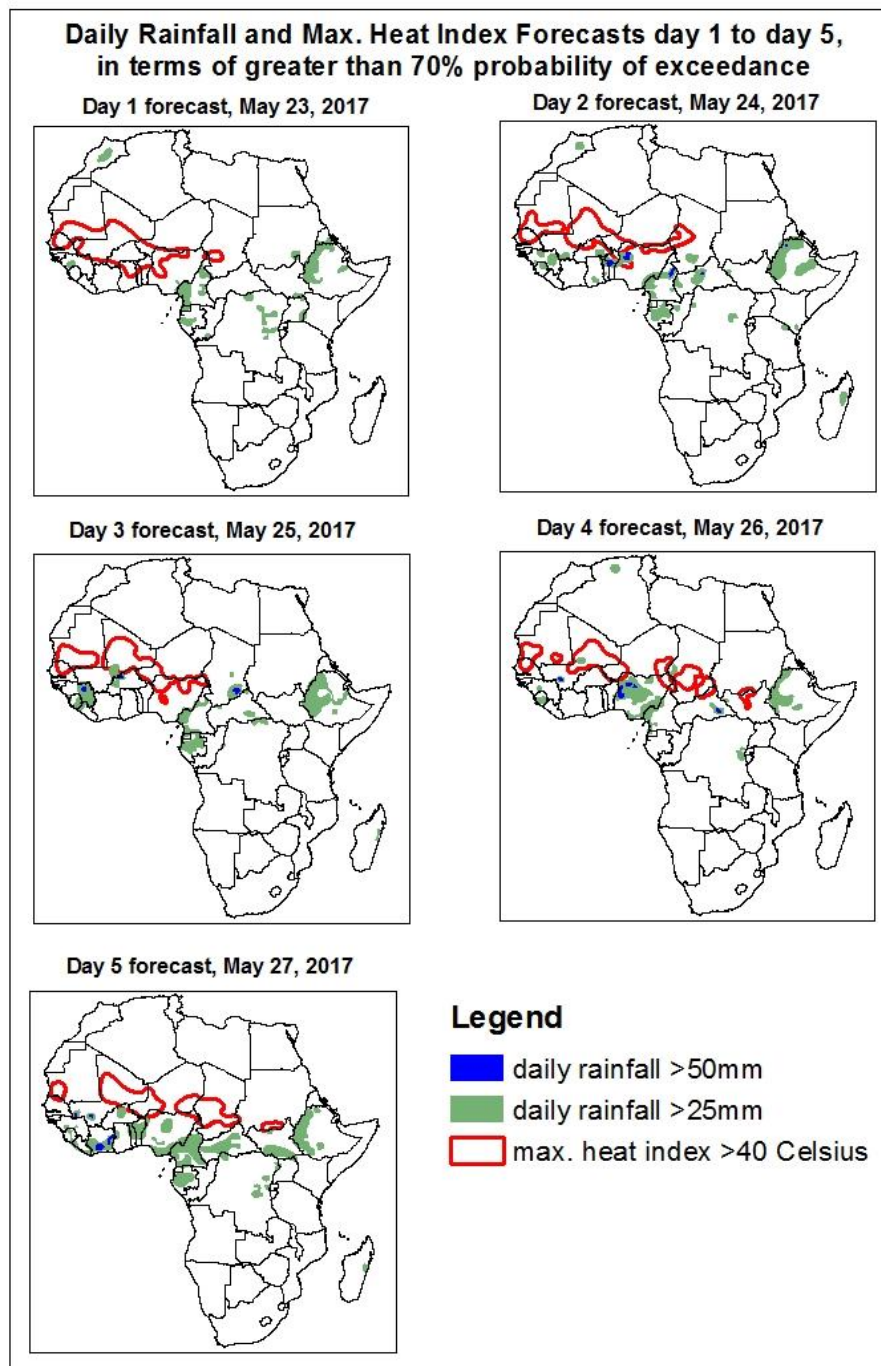 Daily Rainfall and Max. Heat Index Forecasts day 1 to day 5,
in terms of greater than 70% probability of exceedance
Day 1 forecast, May 23, 2017
Day 2 forecast, May 24, 2017
Day 3 forecast, May 25, 2017
Day 4 forecast, May 26, 2017
Day 5 forecast, May 27, 2017
Legend
daily rainfall >50mm
daily rainfall >25mm
max. heat index >40 Celsius